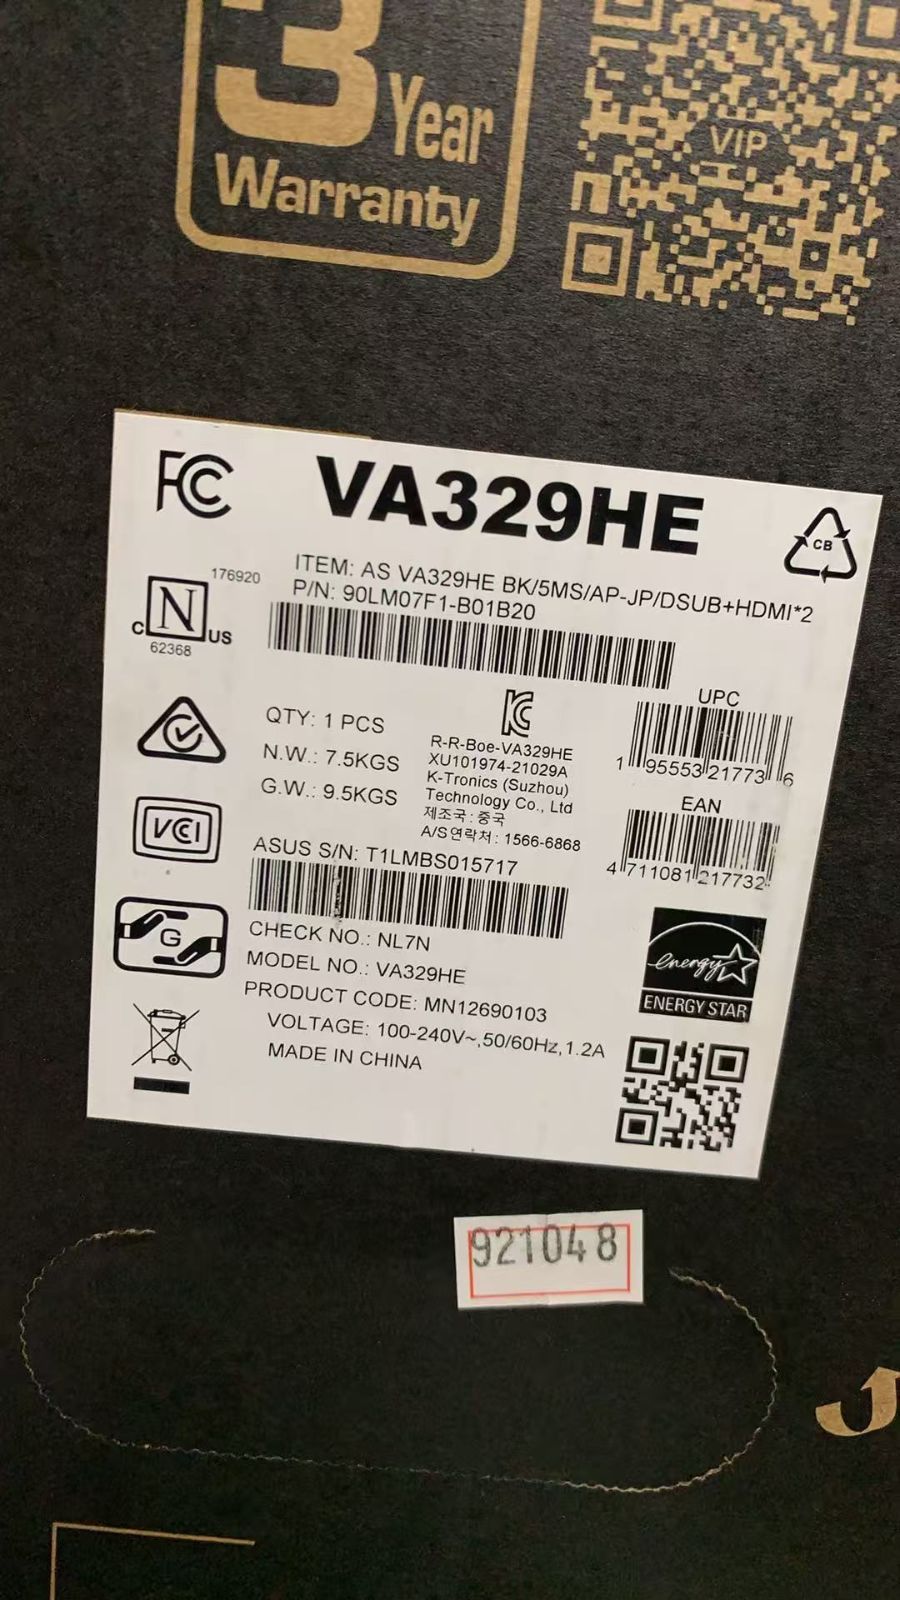 3 Year
Warranty
VIP
FC
VA329HE
CB
ITEM: AS VA329HE BK/5MS/AP-JP/DSUB+HDMI*2
P/N: 90LM07F1-B01B20
176920
N
C US
62368
UPC
1 95553 21773 6
QTY: 1 PCS
N.W.: 7.5KGS
G.W.: 9.5KGS
R-R-Boe-VA329HE
XU101974-21029A
K-Tronics (Suzhou)
Technology Co., Ltd
제조국 : 중국
A/S연락처 : 1566-6868
EAN
4 711081 217732
VCCI
ASUS S/N: T1LMBS015717
G
CHECK NO.: NL7N
MODEL NO.: VA329HE
PRODUCT CODE: MN12690103
VOLTAGE: 100-240V~,50/60Hz,1.2A
MADE IN CHINA
energy
ENERGY STAR
921048